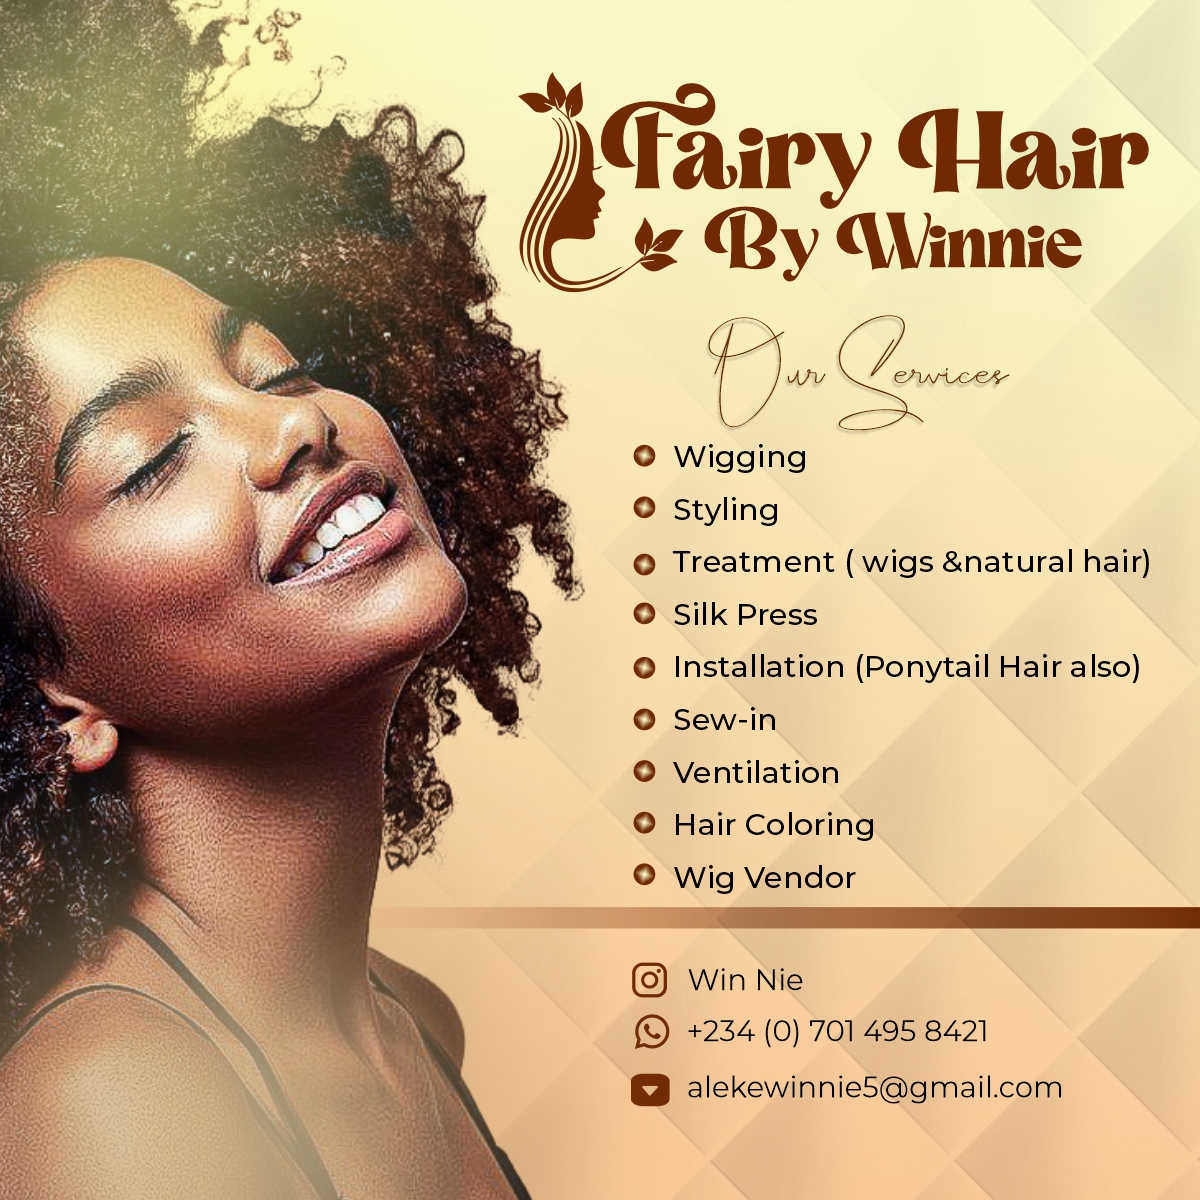 Fairy Hair
By Winnie
Our Services
Wigging
Styling
Treatment ( wigs &natural hair)
Silk Press
Installation (Ponytail Hair also)
Sew-in
Ventilation
Hair Coloring
Wig Vendor
Win Nie
+234 (0) 701 495 8421
alekewinnie5@gmail.com